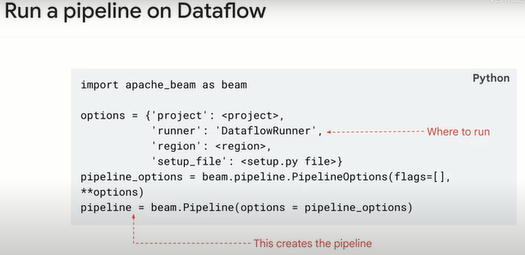 Run a pipeline on Dataflow
Python
import apache_beam as beam
options = {'project': <project>,
'runner': 'DataflowRunner', Where to run
'region': <region>,
'setup_file': <setup.py file>}
pipeline_options = beam.pipeline.PipelineOptions(flags=[],
**options)
pipeline = beam.Pipeline(options = pipeline_options)
This creates the pipeline